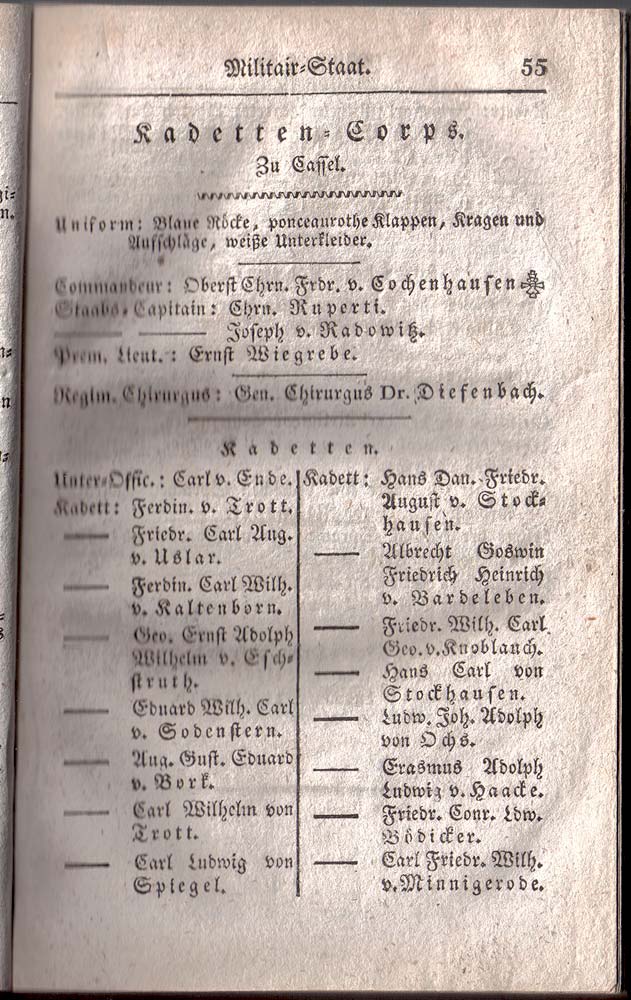 Militair-Staat. 55
Kadetten-Corps.
Zu Cassel.
Uniform: Blaue Röcke, ponceaurothe Klappen, Kragen und
Aufschläge, weiße Unterkleider.
Commandeur: Oberst Chrn. Frdr. v. Cochenhausen
Staabs-Capitain: Chrn. Ruperti.
— — Joseph v. Radowitz.
Prem. Lieut.: Ernst Wiegrebe.
Regim. Chirurgus: Gen. Chirurgus Dr. Diefenbach.
Kadetten.
Unter-Offic.: Carl v. Ende.
Kadett: Ferdin. v. Trott.
— Friedr. Carl Aug.
v. Uslar.
— Ferdin. Carl Wilh.
v. Kaltenborn.
— Geo. Ernst Adolph
Wilhelm v. Esch-
struth.
— Eduard Wilh. Carl
v. Sodenstern.
— Aug. Gust. Eduard
v. Bork.
— Carl Wilhelm von
Trott.
— Carl Ludwig von
Spiegel.
Kadett: Hans Dan. Friedr.
August v. Stock-
hausen.
— Albrecht Goswin
Friedrich Heinrich
v. Bardeleben.
— Friedr. Wilh. Carl
Geo. v. Knoblauch.
— Hans Carl von
Stockhausen.
— Ludw. Joh. Adolph
von Ochs.
— Erasmus Adolph
Ludwig v. Haacke.
— Friedr. Conr. Ldw.
Bödicker.
— Carl Friedr. Wilh.
v. Minnigerode.